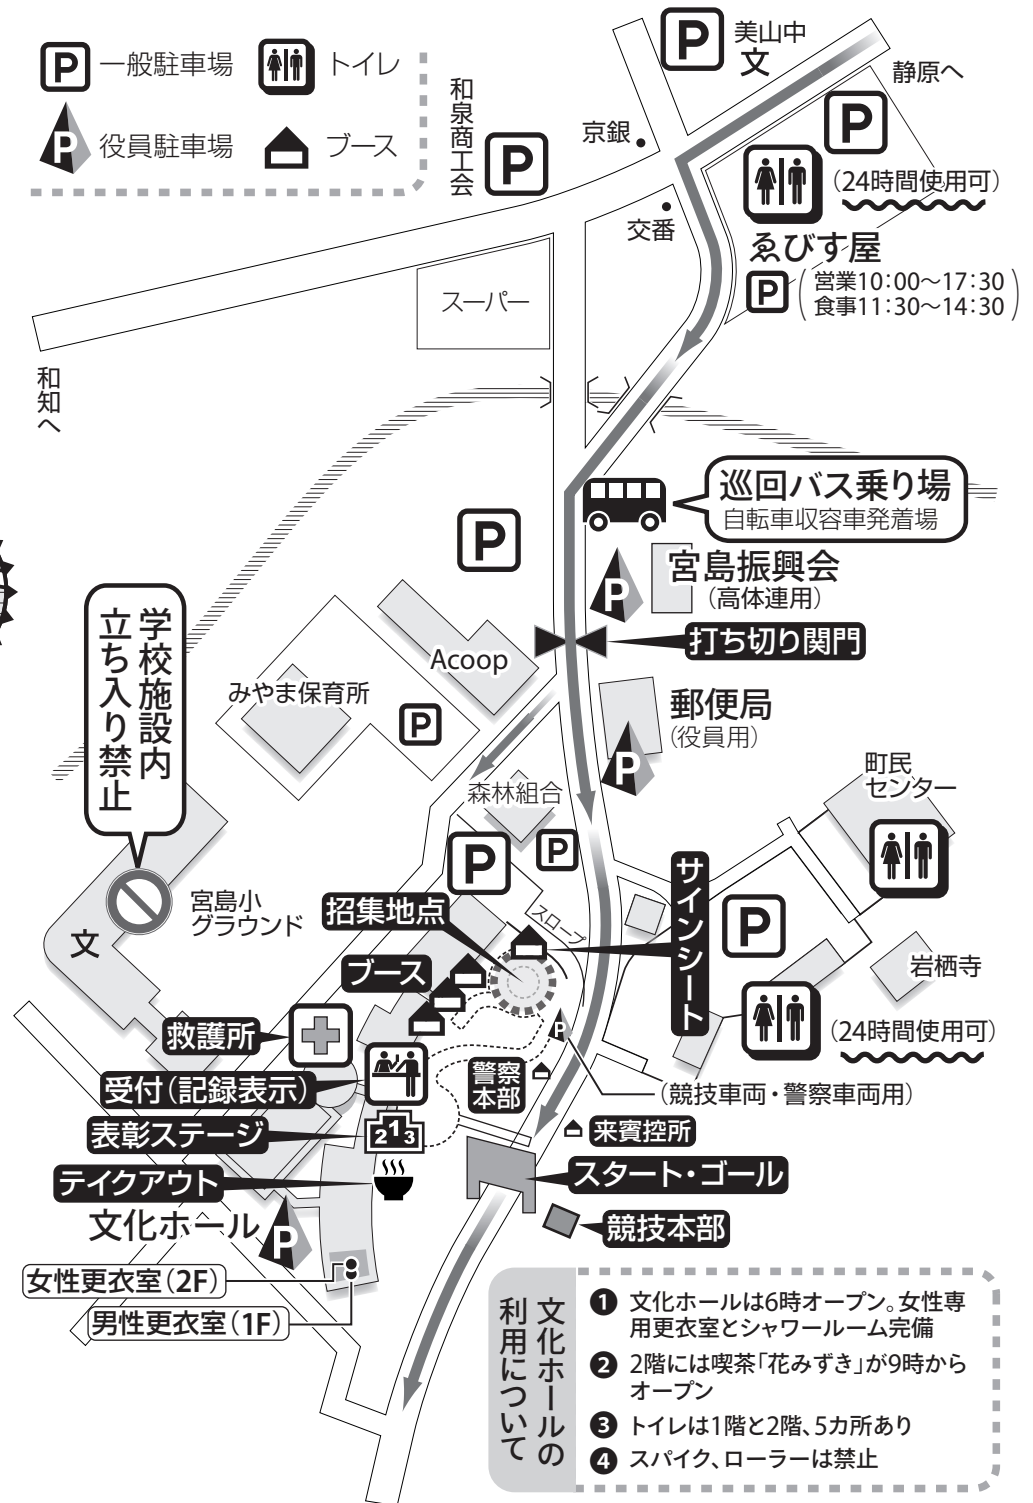 P 一般駐車場
トイレ
P 役員駐車場
ブース
和泉商工会
P
P
美山中
文
静原へ
京銀
P
(24時間使用可)
交番
ゑびす屋
P
(営業10:00〜17:30
食事11:30〜14:30)
スーパー
和知へ
巡回バス乗り場
自転車収容車発着場
P
宮島振興会
(高体連用)
P
打ち切り関門
学校施設内
立ち入り禁止
Acoop
みやま保育所
P
郵便局
(役員用)
P
町民
センター
森林組合
P
P
サインシート
宮島小
グラウンド
文
招集地点
スロープ
P
岩栖寺
ブース
救護所
P
(24時間使用可)
受付(記録表示)
警察
本部
(競技車両・警察車両用)
表彰ステージ
213
来賓控所
テイクアウト
スタート・ゴール
文化ホール
P
競技本部
女性更衣室(2F)
男性更衣室(1F)
文化ホールの
利用について
❶ 文化ホールは6時オープン。女性専
用更衣室とシャワールーム完備
❷ 2階には喫茶「花みずき」が9時から
オープン
❸ トイレは1階と2階、5カ所あり
❹ スパイク、ローラーは禁止